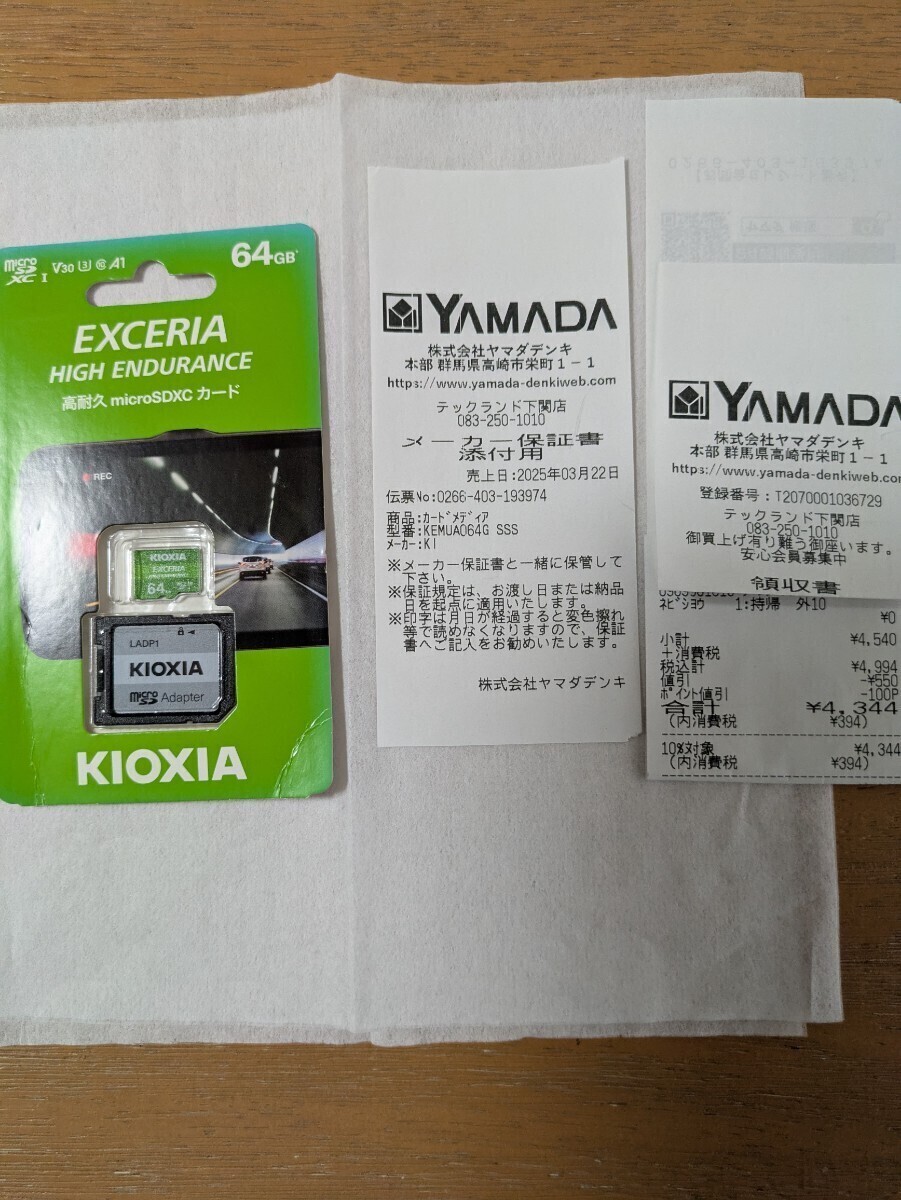 micro SD XC I V30 U3 10 A1
64GB
EXCERIA
HIGH ENDURANCE
高耐久 microSDXC カード
REC
KIOXIA
EXCERIA
HIGH ENDURANCE
64
LADP1
KIOXIA
micro SD Adapter
KIOXIA
YAMADA
株式会社ヤマダデンキ
本部 群馬県高崎市栄町1-1
https://www.yamada-denkiweb.com
テックランド下関店
083-250-1010
メーカー保証書
添付用
売上日:2025年03月22日
伝票No:0266-403-193974
商品:カードメディア
型番:KEMUA064G SSS
メーカー:KI
※メーカー保証書と一緒に保管して
下さい。
※保証規定は、お渡し日または納品
日を起点に適用いたします。
※印字は月日が経過すると変色擦れ
等で読めなくなりますので、保証
書へご記入をお勧めいたします。
株式会社ヤマダデンキ
YAMADA
株式会社ヤマダデンキ
本部 群馬県高崎市栄町1-1
https://www.yamada-denkiweb.com
登録番号:T2070001036729
テックランド下関店
083-250-1010
御買上げ有り難う御座います。
安心会員募集中
領収書
ネビシヨウ 1:持帰 外10
¥0
小計 ¥4,540
+消費税
税込計 ¥4,994
値引 -¥550
ポイント値引 -100P
合計 ¥4,344
(内消費税 ¥394)
10%対象 ¥4,344
(内消費税 ¥394)